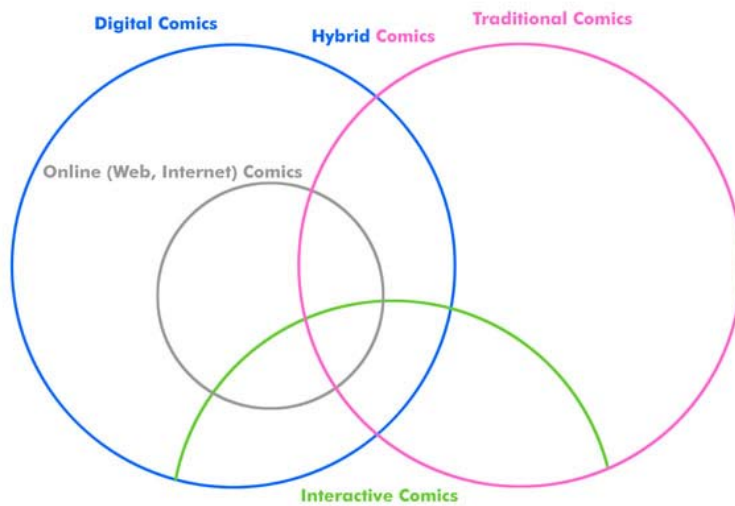 Digital Comics
Hybrid Comics
Traditional Comics
Online (Web, Internet) Comics
Interactive Comics